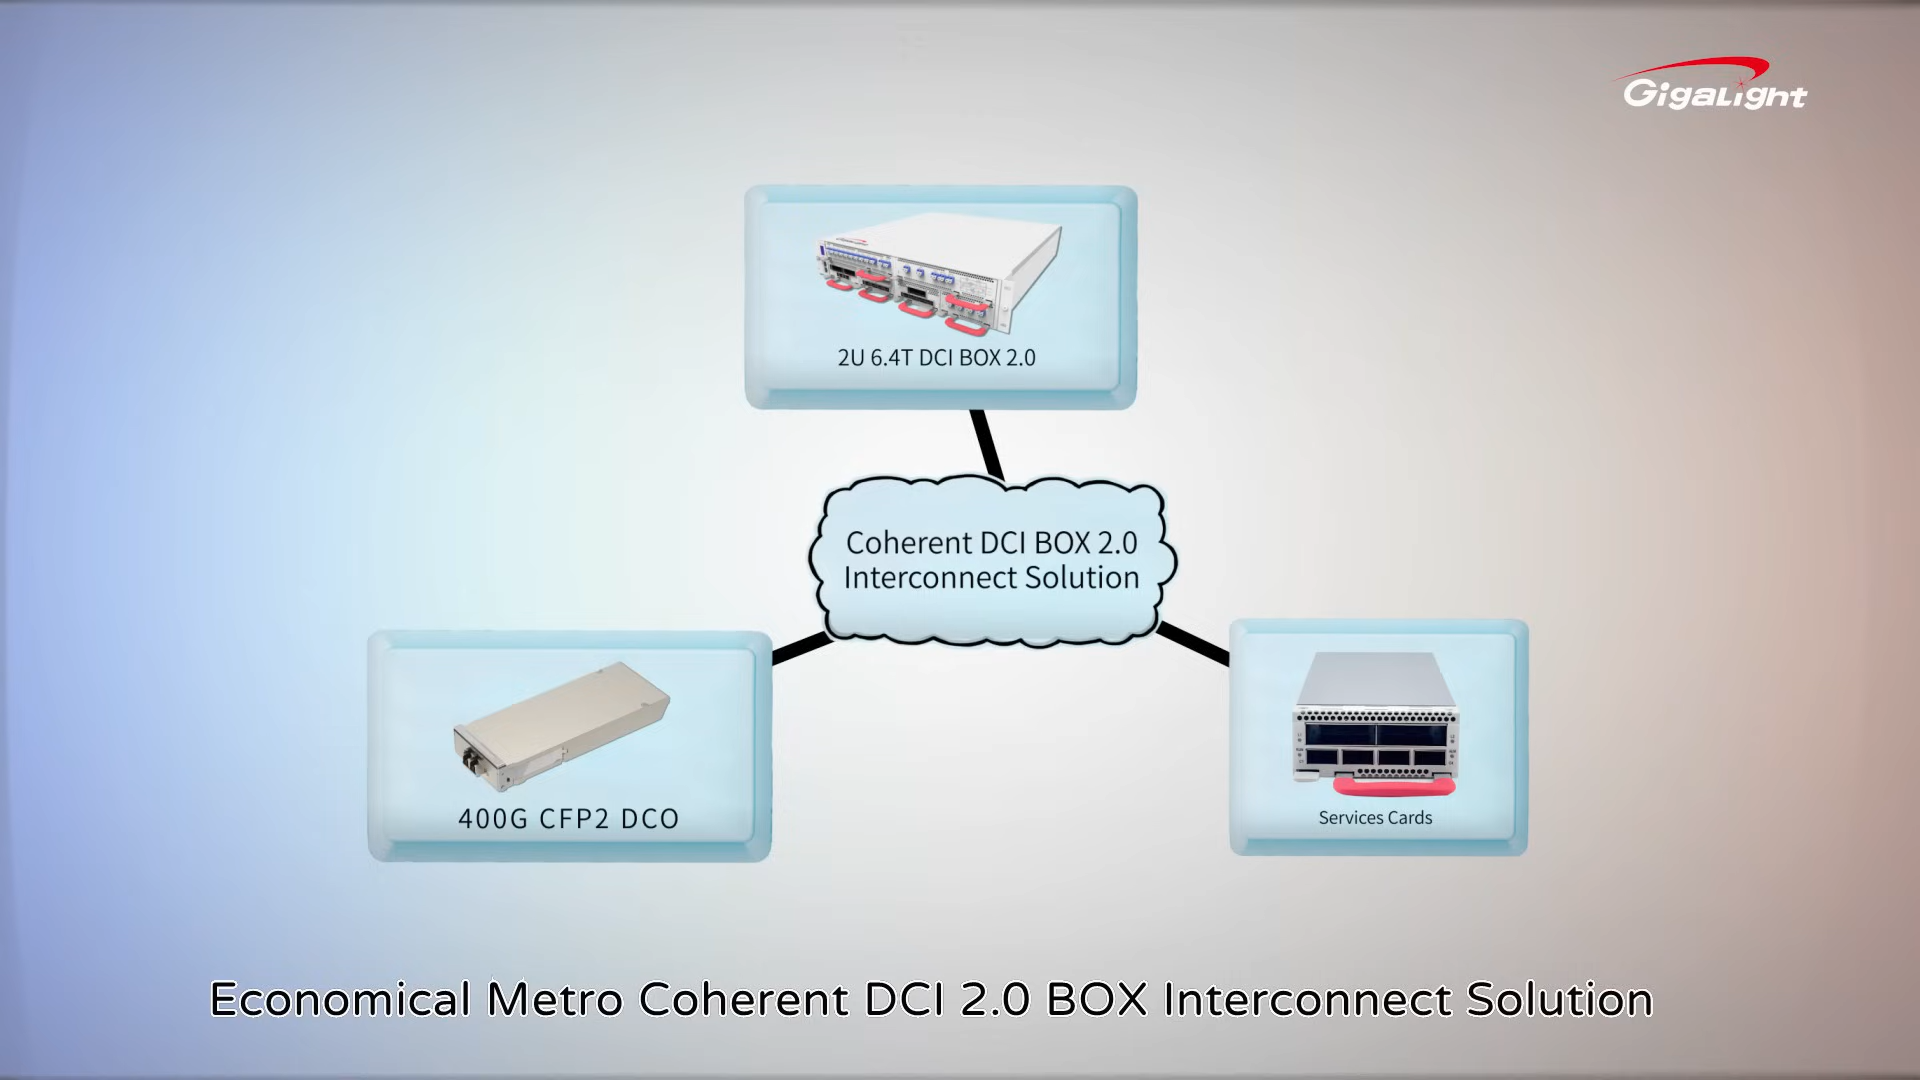 GigaLight
GigaLight
2U 6.4T DCI BOX 2.0
Coherent DCI BOX 2.0
Interconnect Solution
400G CFP2 DCO
Services Cards
Economical Metro Coherent DCI 2.0 BOX Interconnect Solution